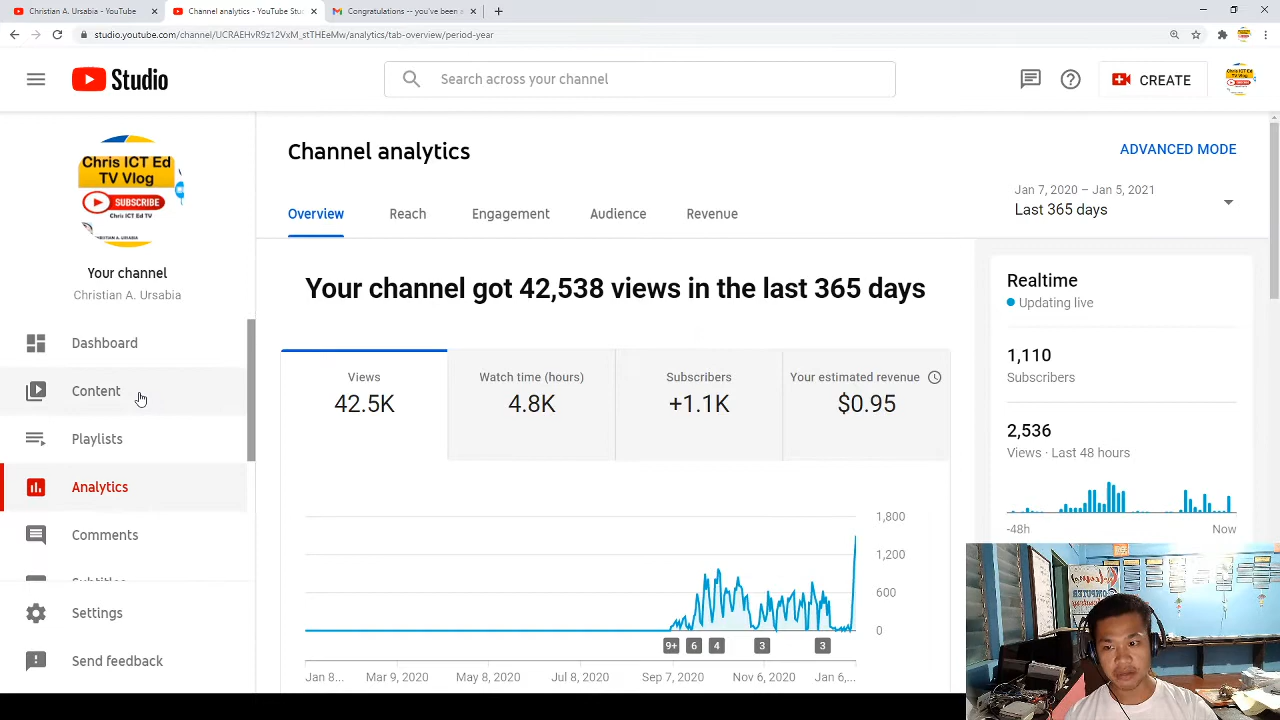 Christian A. Ursabia - YouTube
Channel analytics - YouTube Stu
Congratulations -- you've been
studio.youtube.com/channel/UCRAEHvR9z12VxM_stTHEeMw/analytics/tab-overview/period-year
Studio
Search across your channel
CREATE
Chris ICT Ed
TV Vlog
SUBSCRIBE
Chris ICT Ed TV
Your channel
Christian A. Ursabia
Dashboard
Content
Playlists
Analytics
Comments
Subtitles
Settings
Send feedback
Channel analytics
ADVANCED MODE
Overview
Reach
Engagement
Audience
Revenue
Jan 7, 2020 – Jan 5, 2021
Last 365 days
Your channel got 42,538 views in the last 365 days
Views
42.5K
Watch time (hours)
4.8K
Subscribers
+1.1K
Your estimated revenue
$0.95
1,800
1,200
600
0
9+ 6 4 3 3
Jan 8... Mar 9, 2020 May 8, 2020 Jul 8, 2020 Sep 7, 2020 Nov 6, 2020 Jan 6,...
Realtime
Updating live
1,110
Subscribers
2,536
Views · Last 48 hours
-48h Now